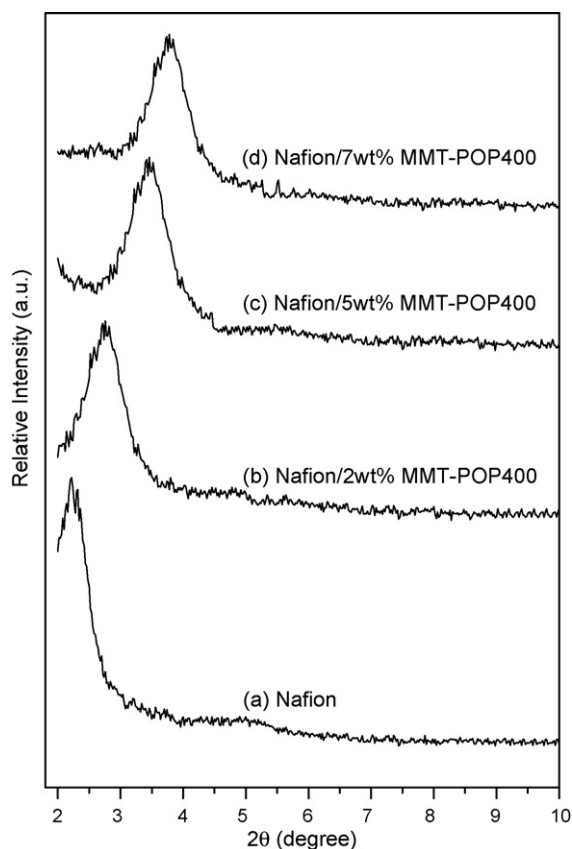 (d) Nafion/7wt% MMT-POP400
(c) Nafion/5wt% MMT-POP400
(b) Nafion/2wt% MMT-POP400
(a) Nafion
Relative Intensity (a.u.)
2 3 4 5 6 7 8 9 10
2θ (degree)